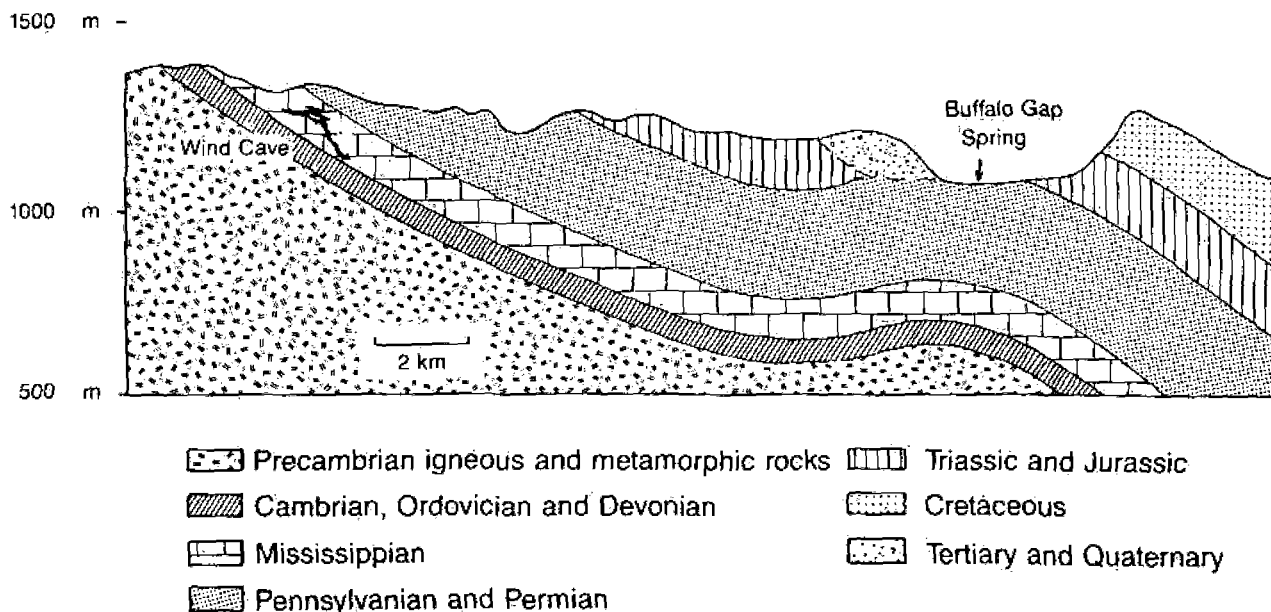 1500 m
Buffalo Gap
Spring
Wind Cave
1000 m
2 km
500 m
Precambrian igneous and metamorphic rocks
Cambrian, Ordovician and Devonian
Mississippian
Pennsylvanian and Permian
Triassic and Jurassic
Cretaceous
Tertiary and Quaternary